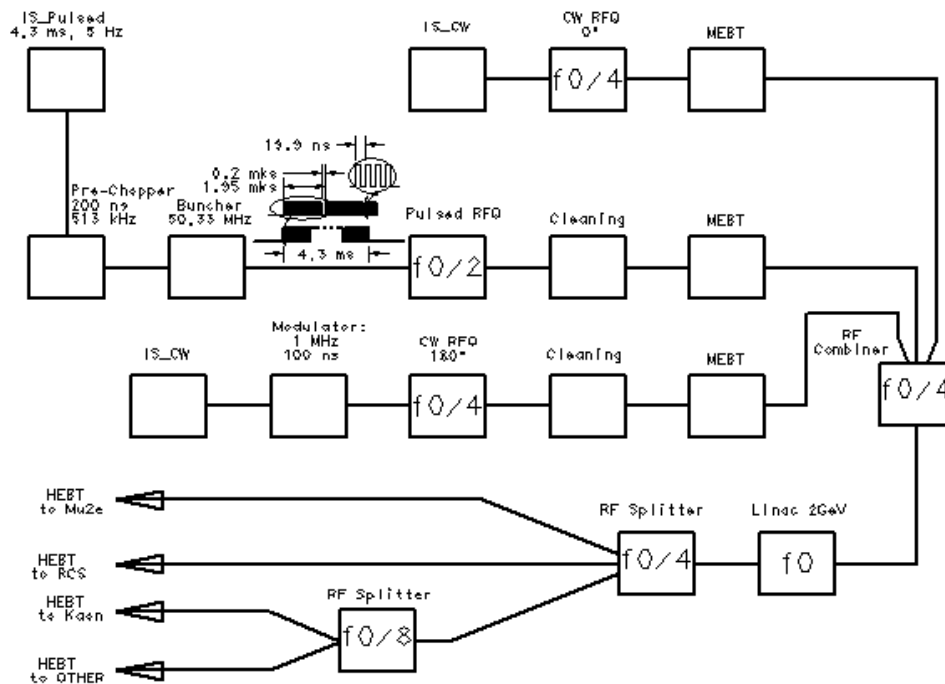 IS_Pulsed
4.3 ms, 5 Hz
IS_CW
CW RFQ
0°
MEBT
f0/4
19.9 ns
0.2 mks
1.95 mks
Pre-Chopper
200 ns
513 kHz
Buncher
50.33 MHz
4.3 ms
Pulsed RFQ
Cleaning
MEBT
f0/2
IS_CW
Modulator:
1 MHz
100 ns
CW RFQ
180°
Cleaning
MEBT
RF
Combiner
f0/4
f0/4
HEBT
to Mu2e
RF Splitter
Linac 2GeV
f0/4
f0
HEBT
to RCS
HEBT
to Kaon
RF Splitter
f0/8
HEBT
to OTHER